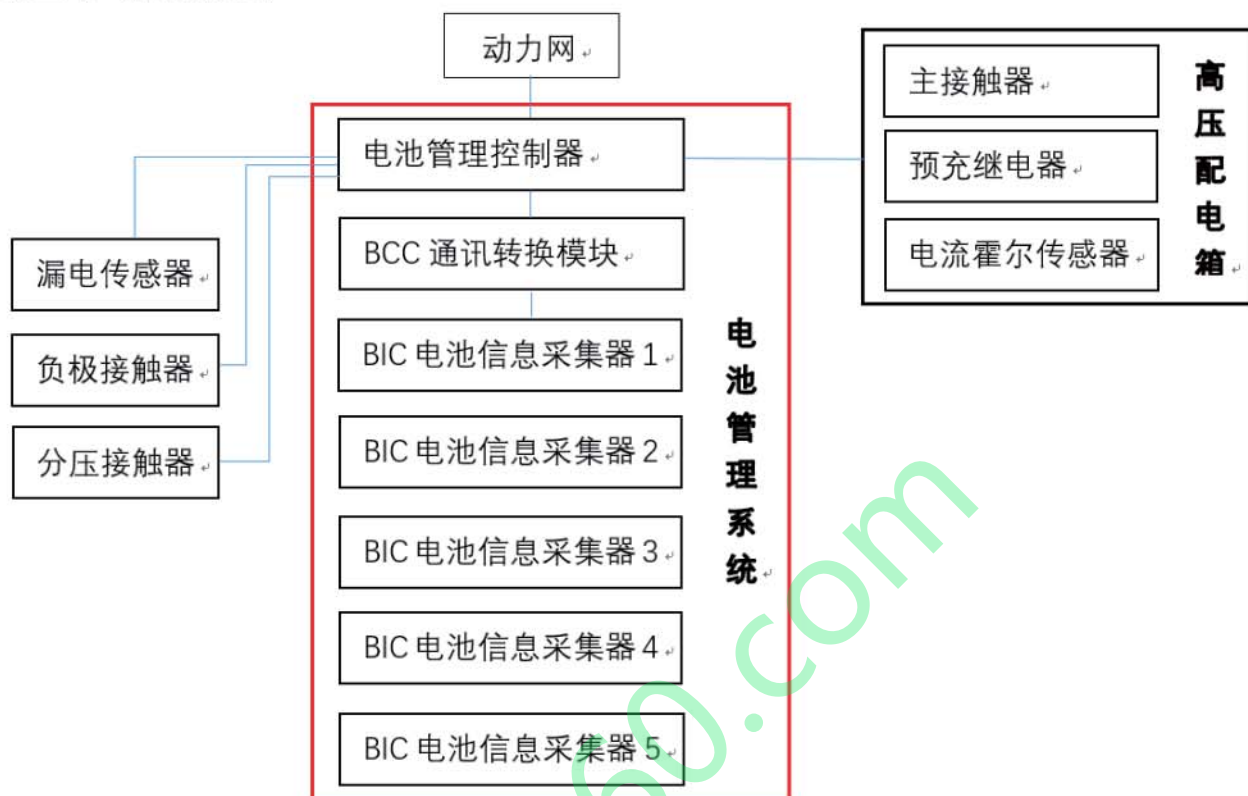 动力网
电池管理控制器
BCC 通讯转换模块
BIC 电池信息采集器 1
BIC 电池信息采集器 2
BIC 电池信息采集器 3
BIC 电池信息采集器 4
BIC 电池信息采集器 5
电池管理系统
漏电传感器
负极接触器
分压接触器
主接触器
预充继电器
电流霍尔传感器
高压配电箱
60.com